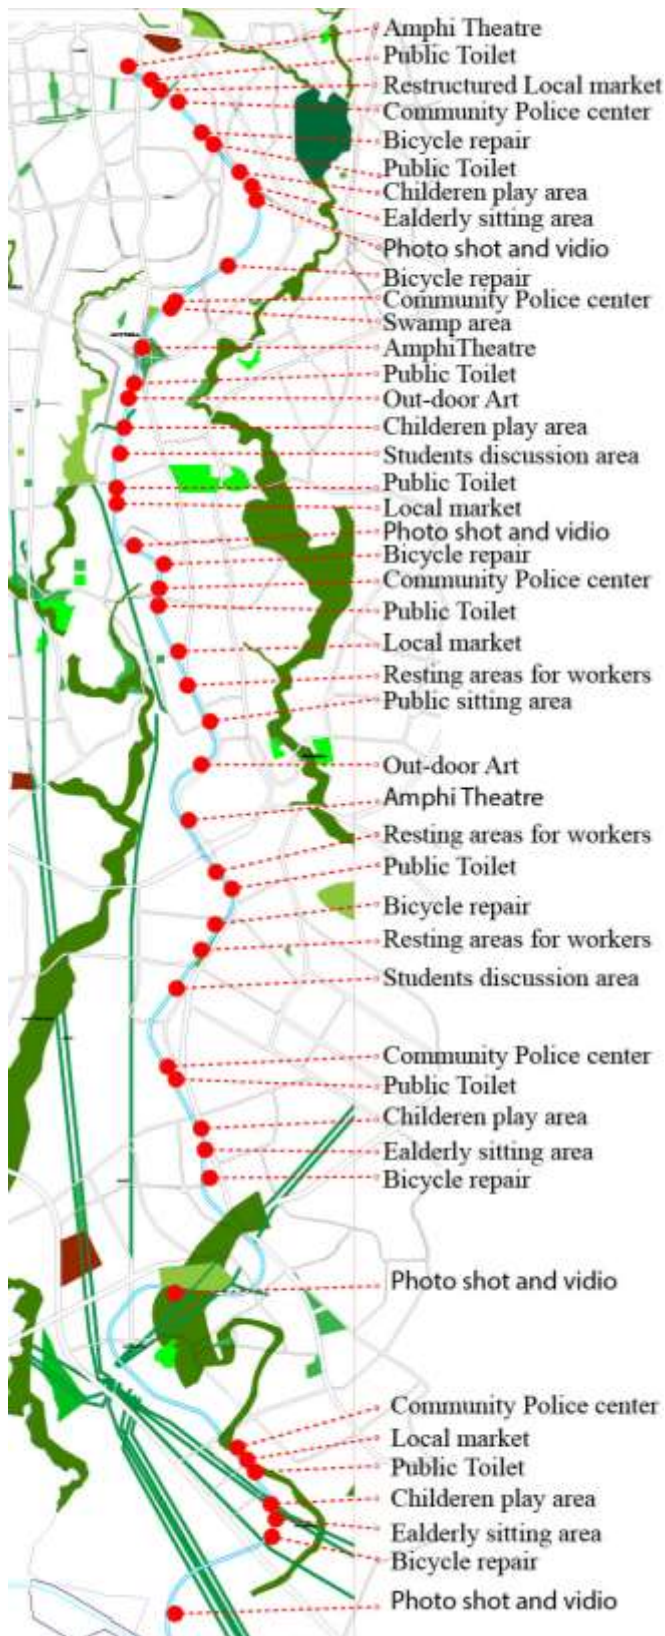 Amphi Theatre
Public Toilet
Restructured Local market
Community Police center
Bicycle repair
Public Toilet
Childeren play area
Ealderly sitting area
Photo shot and vidio
Bicycle repair
Community Police center
Swamp area
AmphiTheatre
Public Toilet
Out-door Art
Childeren play area
Students discussion area
Public Toilet
Local market
Photo shot and vidio
Bicycle repair
Community Police center
Public Toilet
Local market
Resting areas for workers
Public sitting area
Out-door Art
Amphi Theatre
Resting areas for workers
Public Toilet
Bicycle repair
Resting areas for workers
Students discussion area
Community Police center
Public Toilet
Childeren play area
Ealderly sitting area
Bicycle repair
Photo shot and vidio
Community Police center
Local market
Public Toilet
Childeren play area
Ealderly sitting area
Bicycle repair
Photo shot and vidio